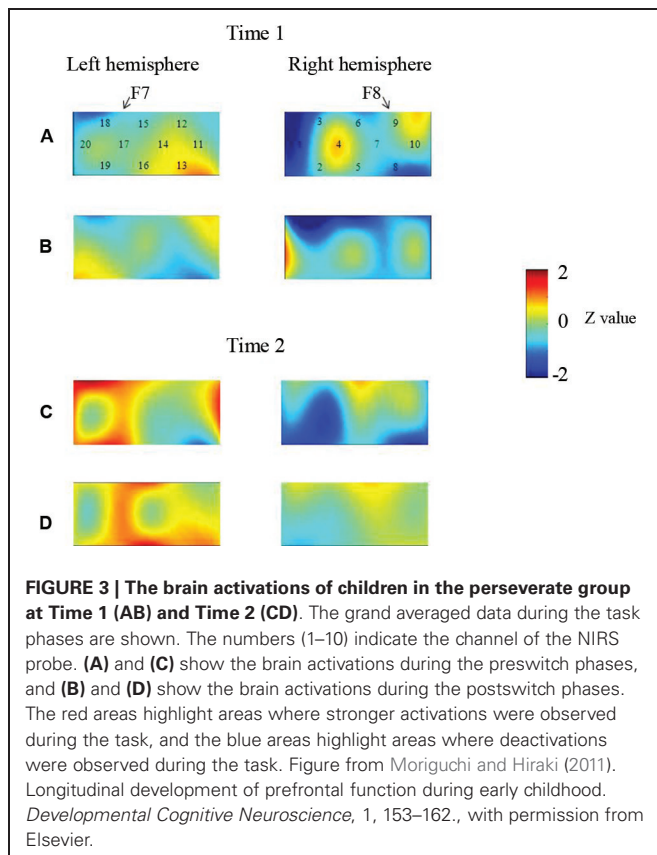 Time 1
Left hemisphere
Right hemisphere
F7
F8
A
18 15 12
20 17 14 11
19 16 13
3 6 9
4 7 10
2 5 8
B
2
0 Z value
-2
Time 2
C
D
FIGURE 3 | The brain activations of children in the perseverate group
at Time 1 (AB) and Time 2 (CD). The grand averaged data during the task
phases are shown. The numbers (1–10) indicate the channel of the NIRS
probe. (A) and (C) show the brain activations during the preswitch phases,
and (B) and (D) show the brain activations during the postswitch phases.
The red areas highlight areas where stronger activations were observed
during the task, and the blue areas highlight areas where deactivations
were observed during the task. Figure from Moriguchi and Hiraki (2011).
Longitudinal development of prefrontal function during early childhood.
Developmental Cognitive Neuroscience, 1, 153–162., with permission from
Elsevier.